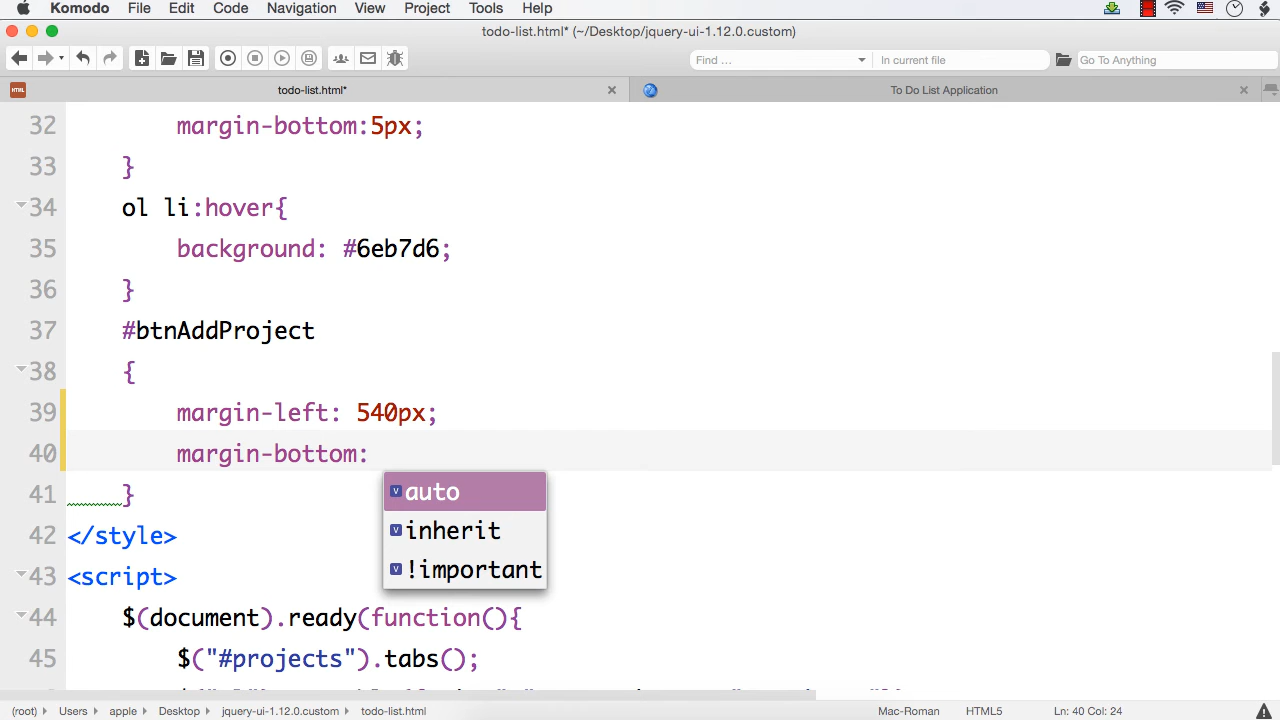 Komodo File Edit Code Navigation View Project Tools Help
todo-list.html* (~/Desktop/jquery-ui-1.12.0.custom)
Find ... In current file Go To Anything
HTML todo-list.html* To Do List Application
32 margin-bottom:5px;
33 }
34 ol li:hover{
35 background: #6eb7d6;
36 }
37 #btnAddProject
38 {
39 margin-left: 540px;
40 margin-bottom:
V auto
41 }
V inherit
42 </style>
V !important
43 <script>
44 $(document).ready(function(){
45 $("#projects").tabs();
(root) Users apple Desktop jquery-ui-1.12.0.custom todo-list.html Mac-Roman HTML5 Ln: 40 Col: 24